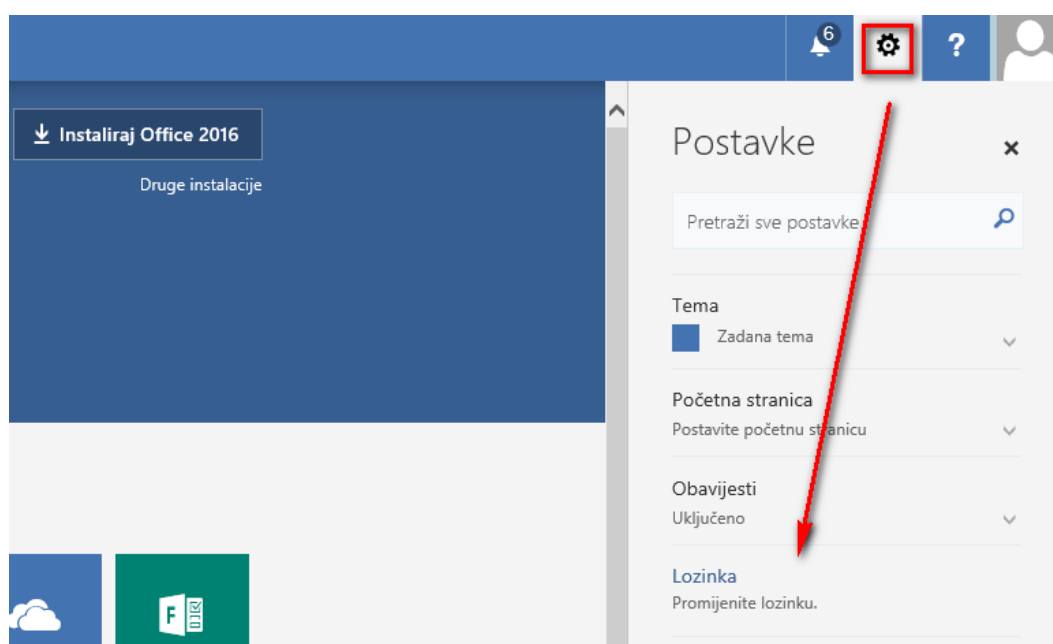 6
?
Instaliraj Office 2016
Druge instalacije
Postavke
Pretraži sve postavke
Tema
Zadana tema
Početna stranica
Postavite početnu stranicu
Obavijesti
Uključeno
Lozinka
Promijenite lozinku.
F